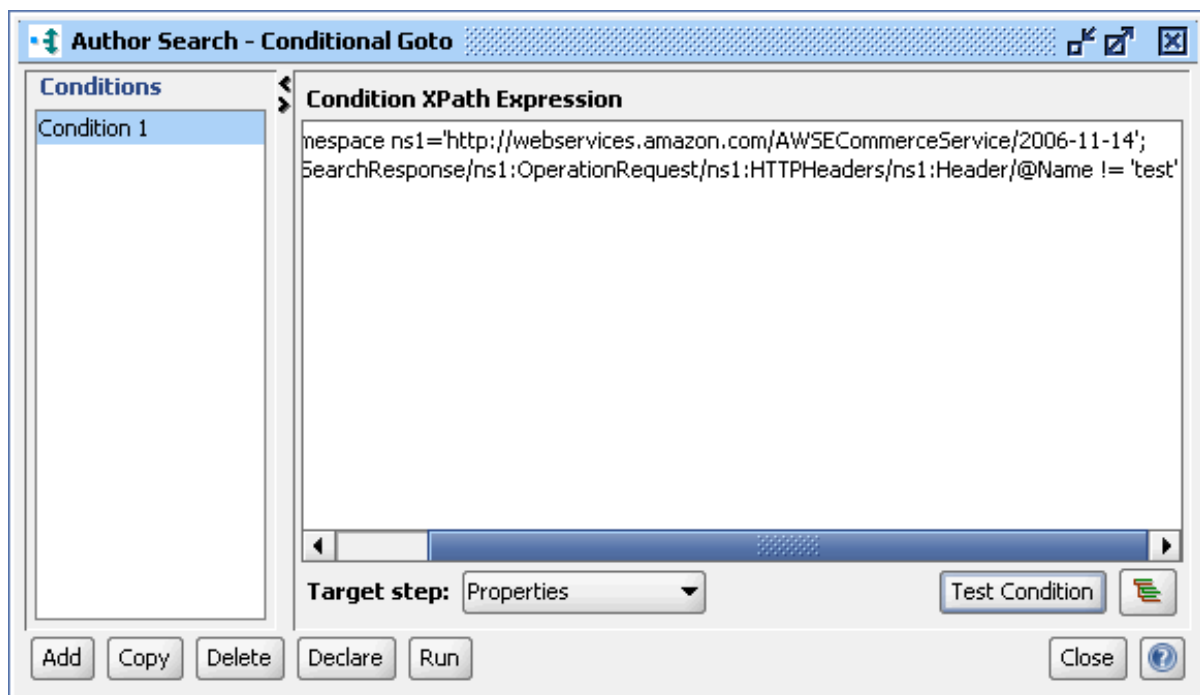 Author Search - Conditional Goto
Conditions
Condition 1
Condition XPath Expression
mespace ns1='http://webservices.amazon.com/AWSECommerceService/2006-11-14';
SearchResponse/ns1:OperationRequest/ns1:HTTPHeaders/ns1:Header/@Name != 'test'
Target step: Properties Test Condition
Add Copy Delete Declare Run Close ?